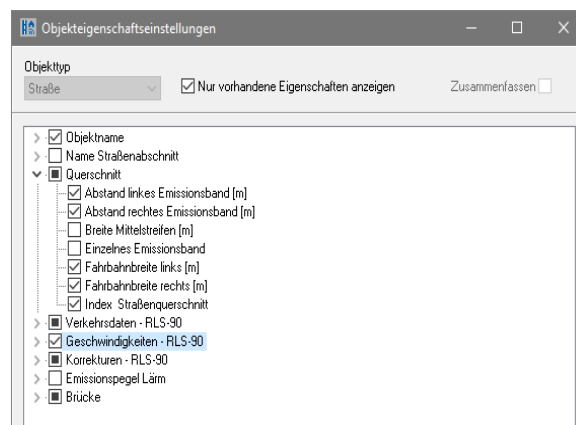 Objekteigenschaftseinstellungen
Objekttyp
Straße
Nur vorhandene Eigenschaften anzeigen
Zusammenfassen
Objektname
Name Straßenabschnitt
Querschnitt
Abstand linkes Emissionsband [m]
Abstand rechtes Emissionsband [m]
Breite Mittelstreifen [m]
Einzelnes Emissionsband
Fahrbahnbreite links [m]
Fahrbahnbreite rechts [m]
Index Straßenquerschnitt
Verkehrsdaten - RLS-90
Geschwindigkeiten - RLS-90
Korrekturen - RLS-90
Emissionspegel Lärm
Brücke